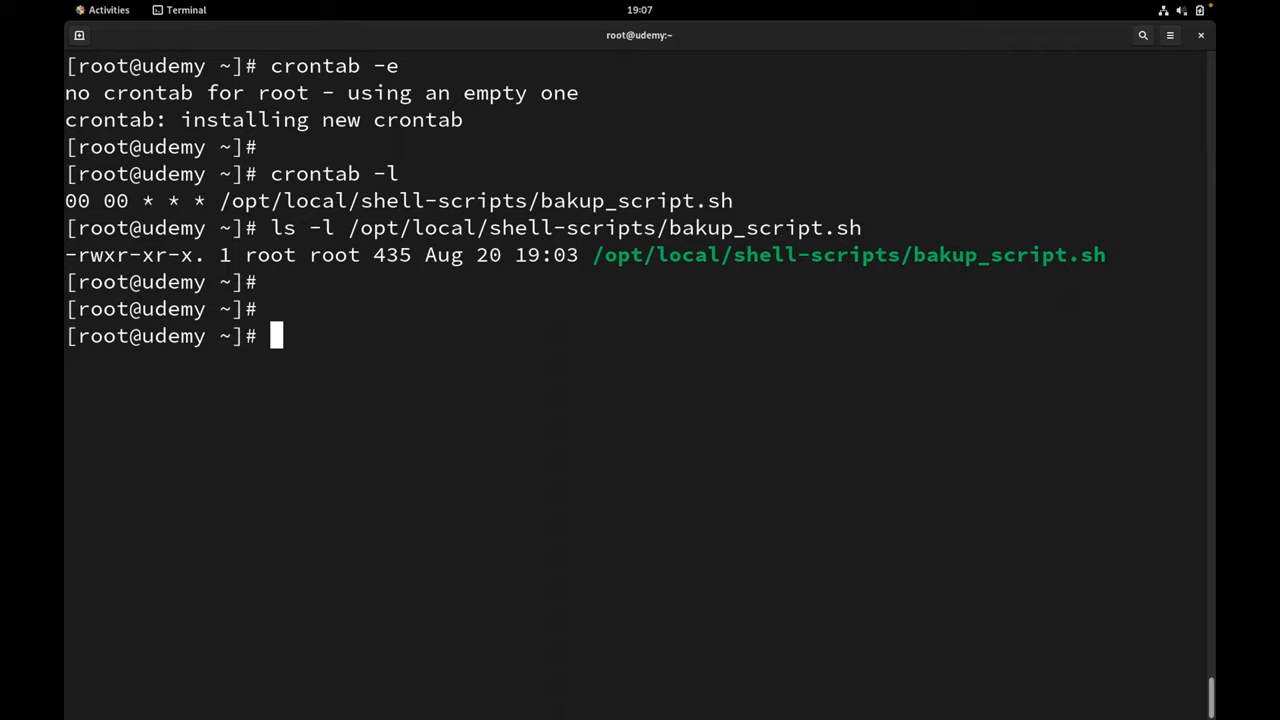 Activities Terminal 19:07
root@udemy:~
[root@udemy ~]# crontab -e
no crontab for root - using an empty one
crontab: installing new crontab
[root@udemy ~]#
[root@udemy ~]# crontab -l
00 00 * * * /opt/local/shell-scripts/bakup_script.sh
[root@udemy ~]# ls -l /opt/local/shell-scripts/bakup_script.sh
-rwxr-xr-x. 1 root root 435 Aug 20 19:03 /opt/local/shell-scripts/bakup_script.sh
[root@udemy ~]#
[root@udemy ~]#
[root@udemy ~]#